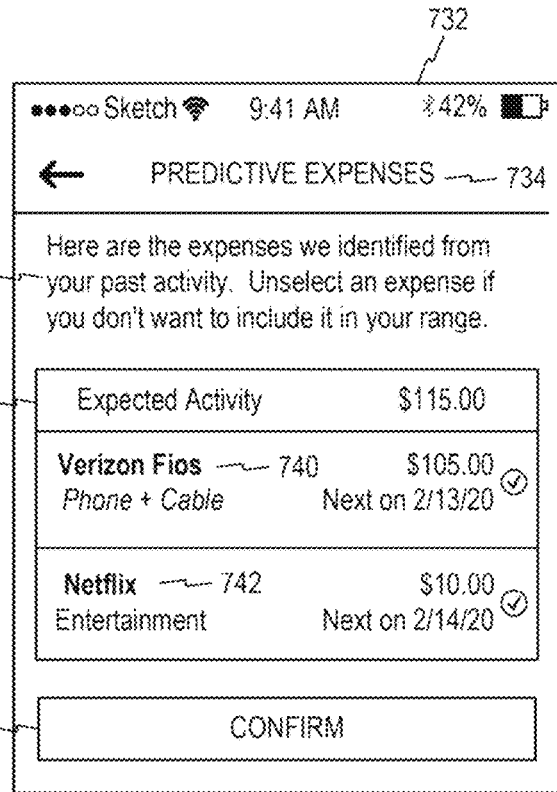 732
●●●○○ Sketch 9:41 AM 42%
← PREDICTIVE EXPENSES 734
Here are the expenses we identified from
your past activity. Unselect an expense if
you don't want to include it in your range.
Expected Activity $115.00
Verizon Fios 740 $105.00
Phone + Cable Next on 2/13/20
Netflix 742 $10.00
Entertainment Next on 2/14/20
CONFIRM